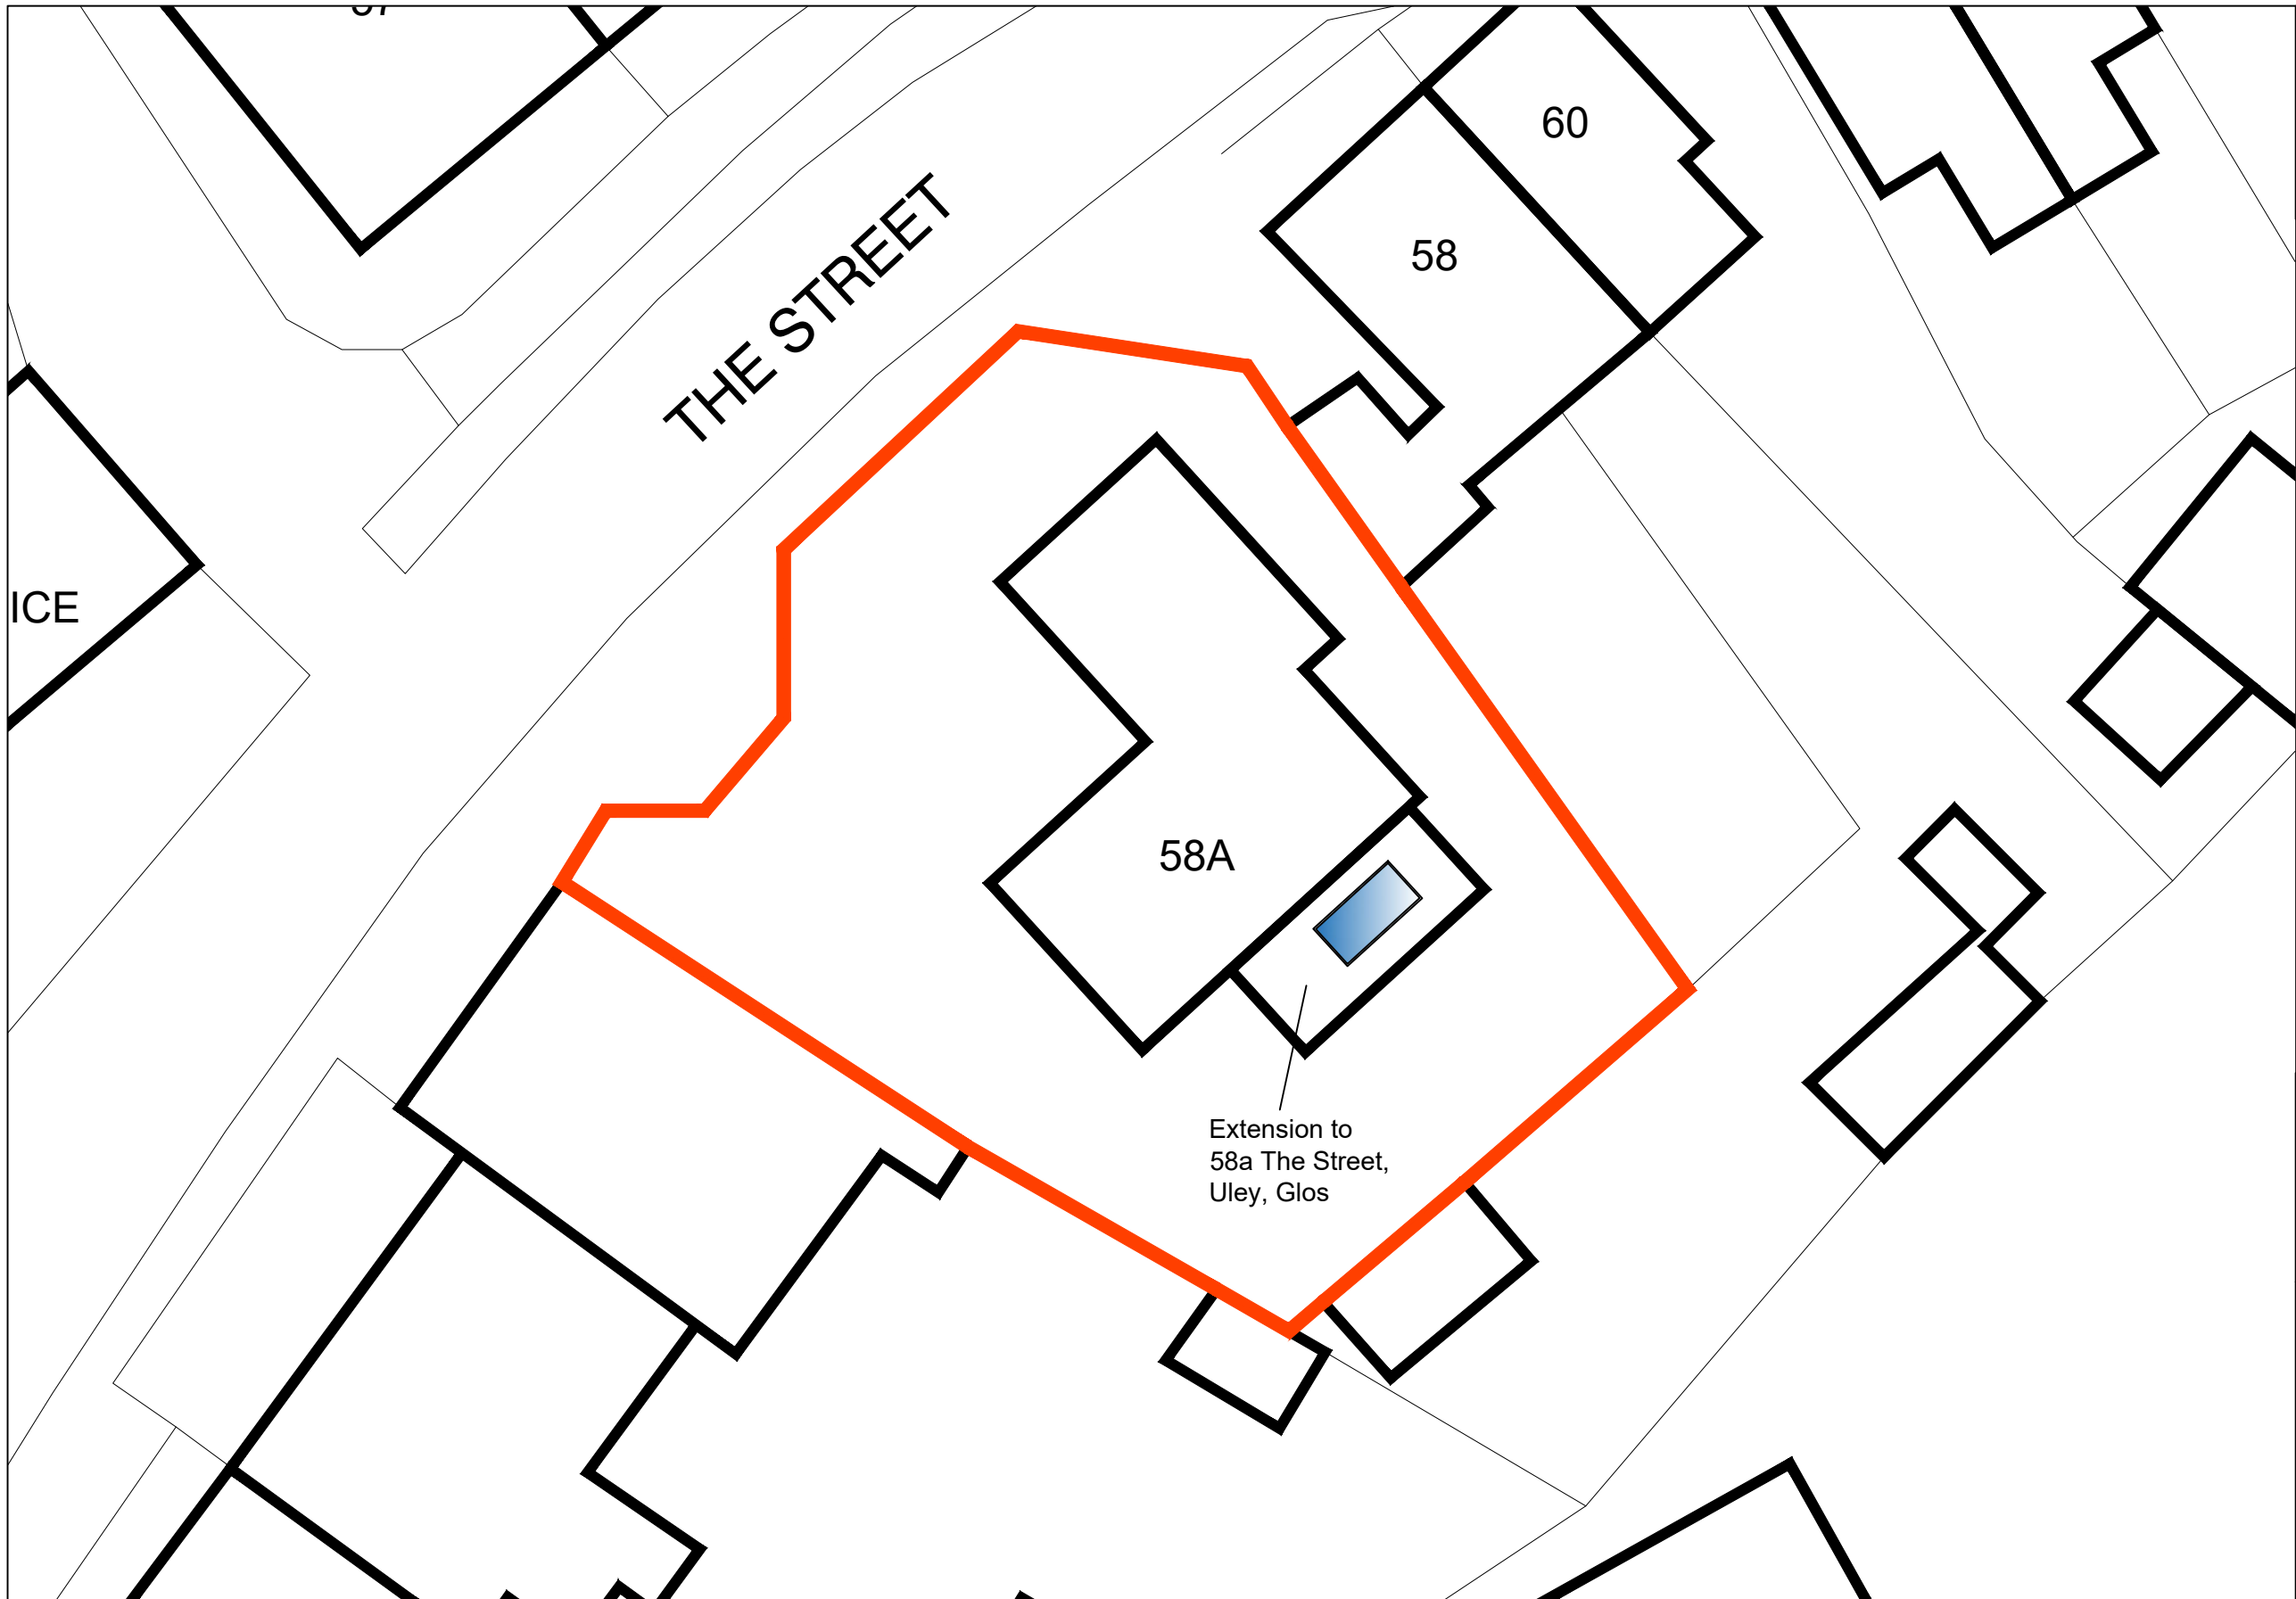 60
58
THE STREET
ICE
58A
Extension to
58a The Street,
Uley, Glos